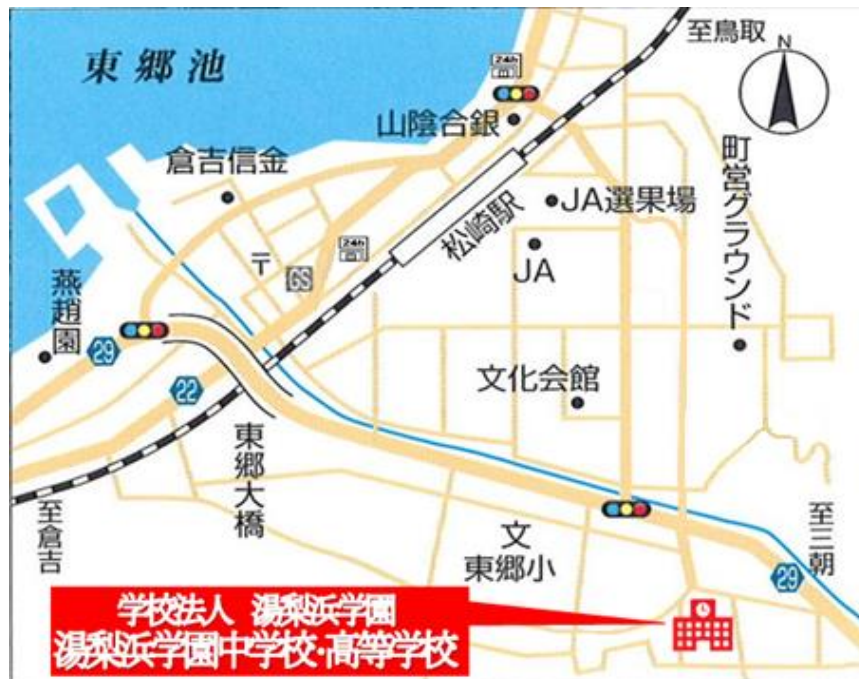 至鳥取
N
東郷池
24h
山陰合銀
倉吉信金
町営グラウンド
JA選果場
松崎駅
24h
JA
〒
GS
燕趙園
29
22
文化会館
東郷大橋
至倉吉
文
東郷小
至三朝
29
学校法人 湯梨浜学園
湯梨浜学園中学校・高等学校